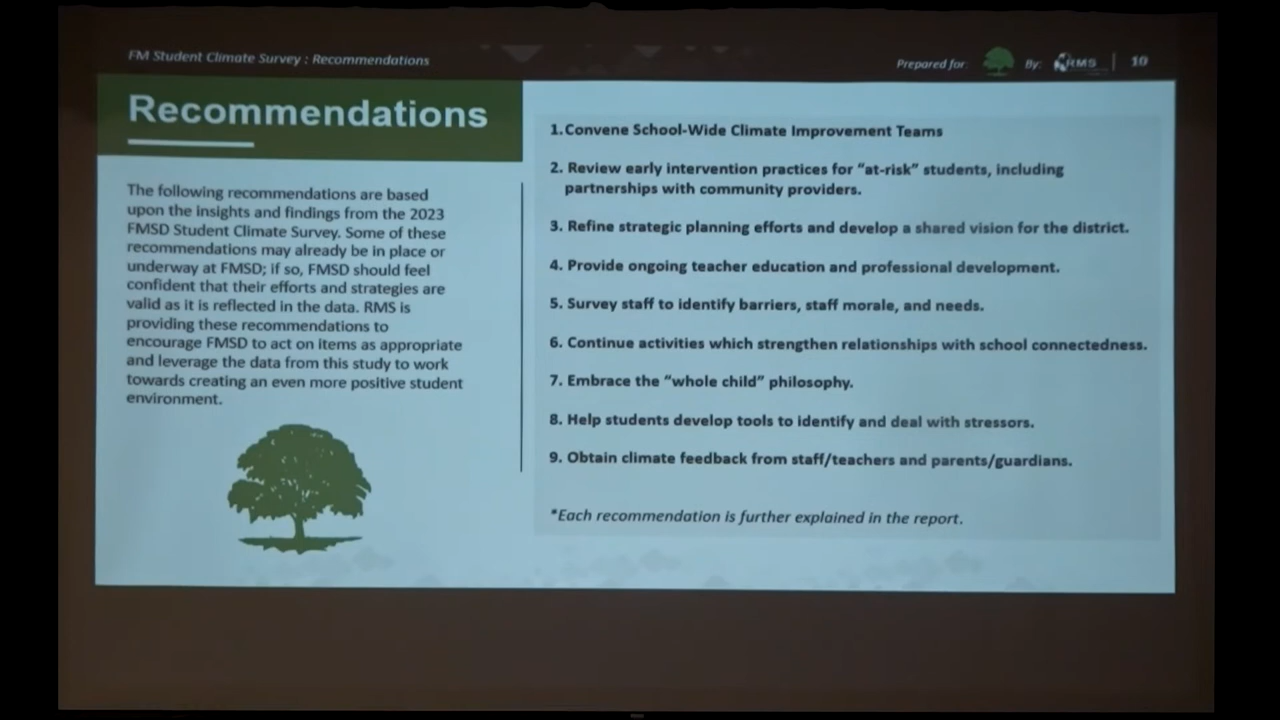 FM Student Climate Survey : Recommendations
Prepared for:
By:
RMS
10
Recommendations
The following recommendations are based
upon the insights and findings from the 2023
FMSD Student Climate Survey. Some of these
recommendations may already be in place or
underway at FMSD; if so, FMSD should feel
confident that their efforts and strategies are
valid as it is reflected in the data. RMS is
providing these recommendations to
encourage FMSD to act on items as appropriate
and leverage the data from this study to work
towards creating an even more positive student
environment.
1.Convene School-Wide Climate Improvement Teams
2. Review early intervention practices for “at-risk” students, including
partnerships with community providers.
3. Refine strategic planning efforts and develop a shared vision for the district.
4. Provide ongoing teacher education and professional development.
5. Survey staff to identify barriers, staff morale, and needs.
6. Continue activities which strengthen relationships with school connectedness.
7. Embrace the “whole child” philosophy.
8. Help students develop tools to identify and deal with stressors.
9. Obtain climate feedback from staff/teachers and parents/guardians.
*Each recommendation is further explained in the report.